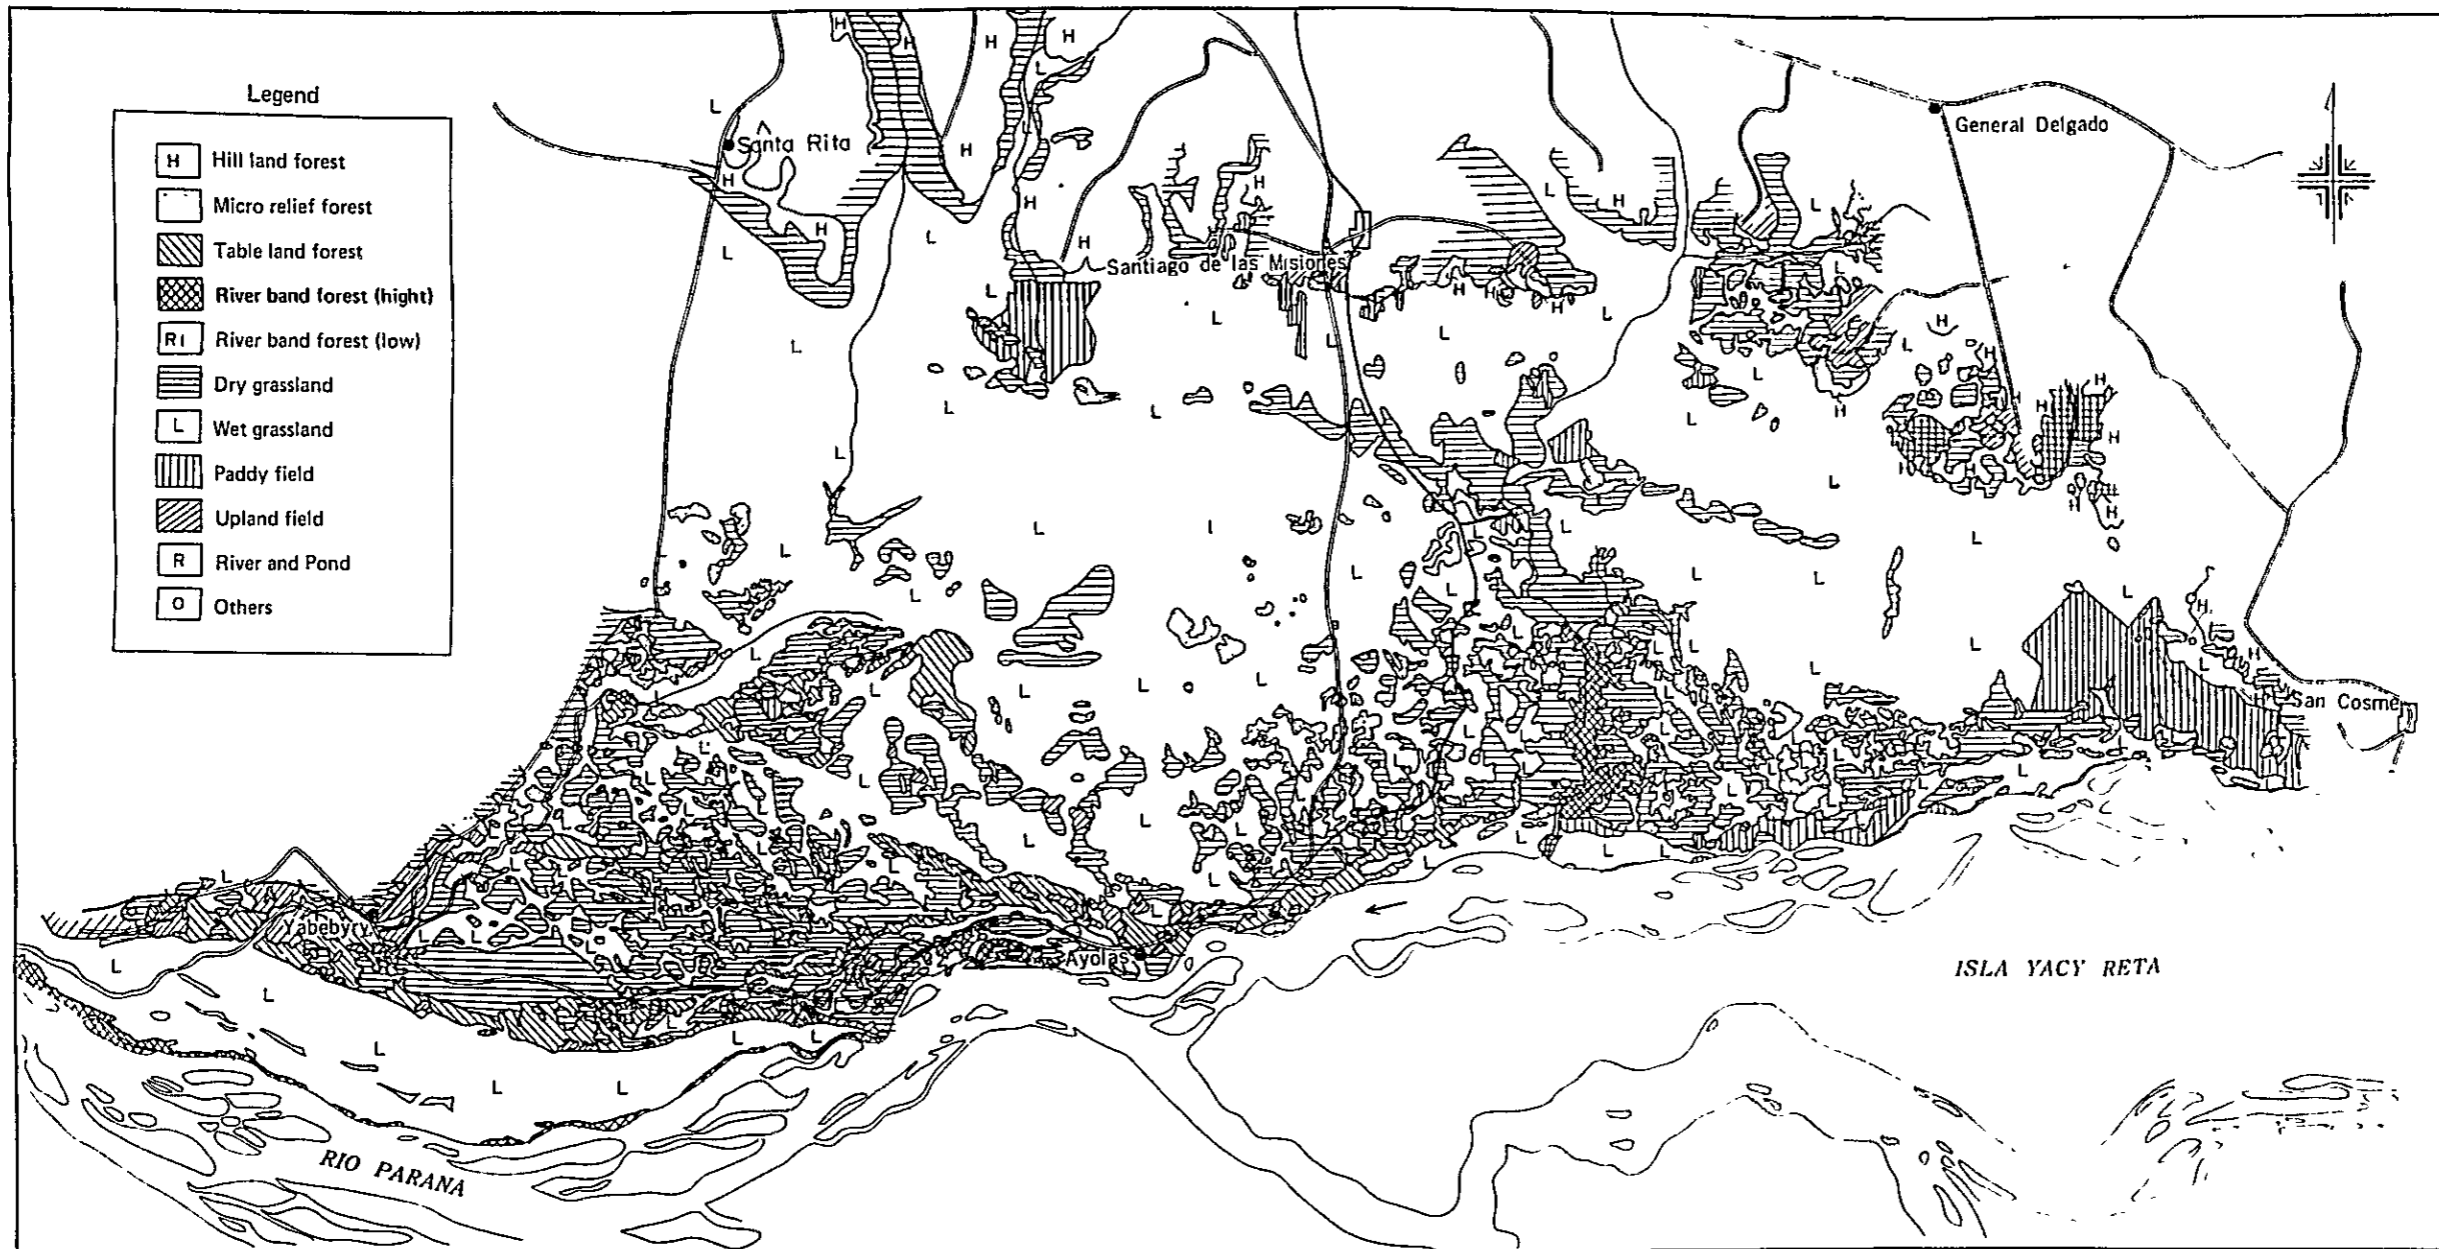 Legend
H Hill land forest
Micro relief forest
Table land forest
River band forest (hight)
RI River band forest (low)
Dry grassland
L Wet grassland
Paddy field
Upland field
R River and Pond
O Others
Santa Rita
General Delgado
Santiago de las Misiones
San Cosme
Yabebyry
Ayolas
ISLA YACY RETA
RIO PARANA